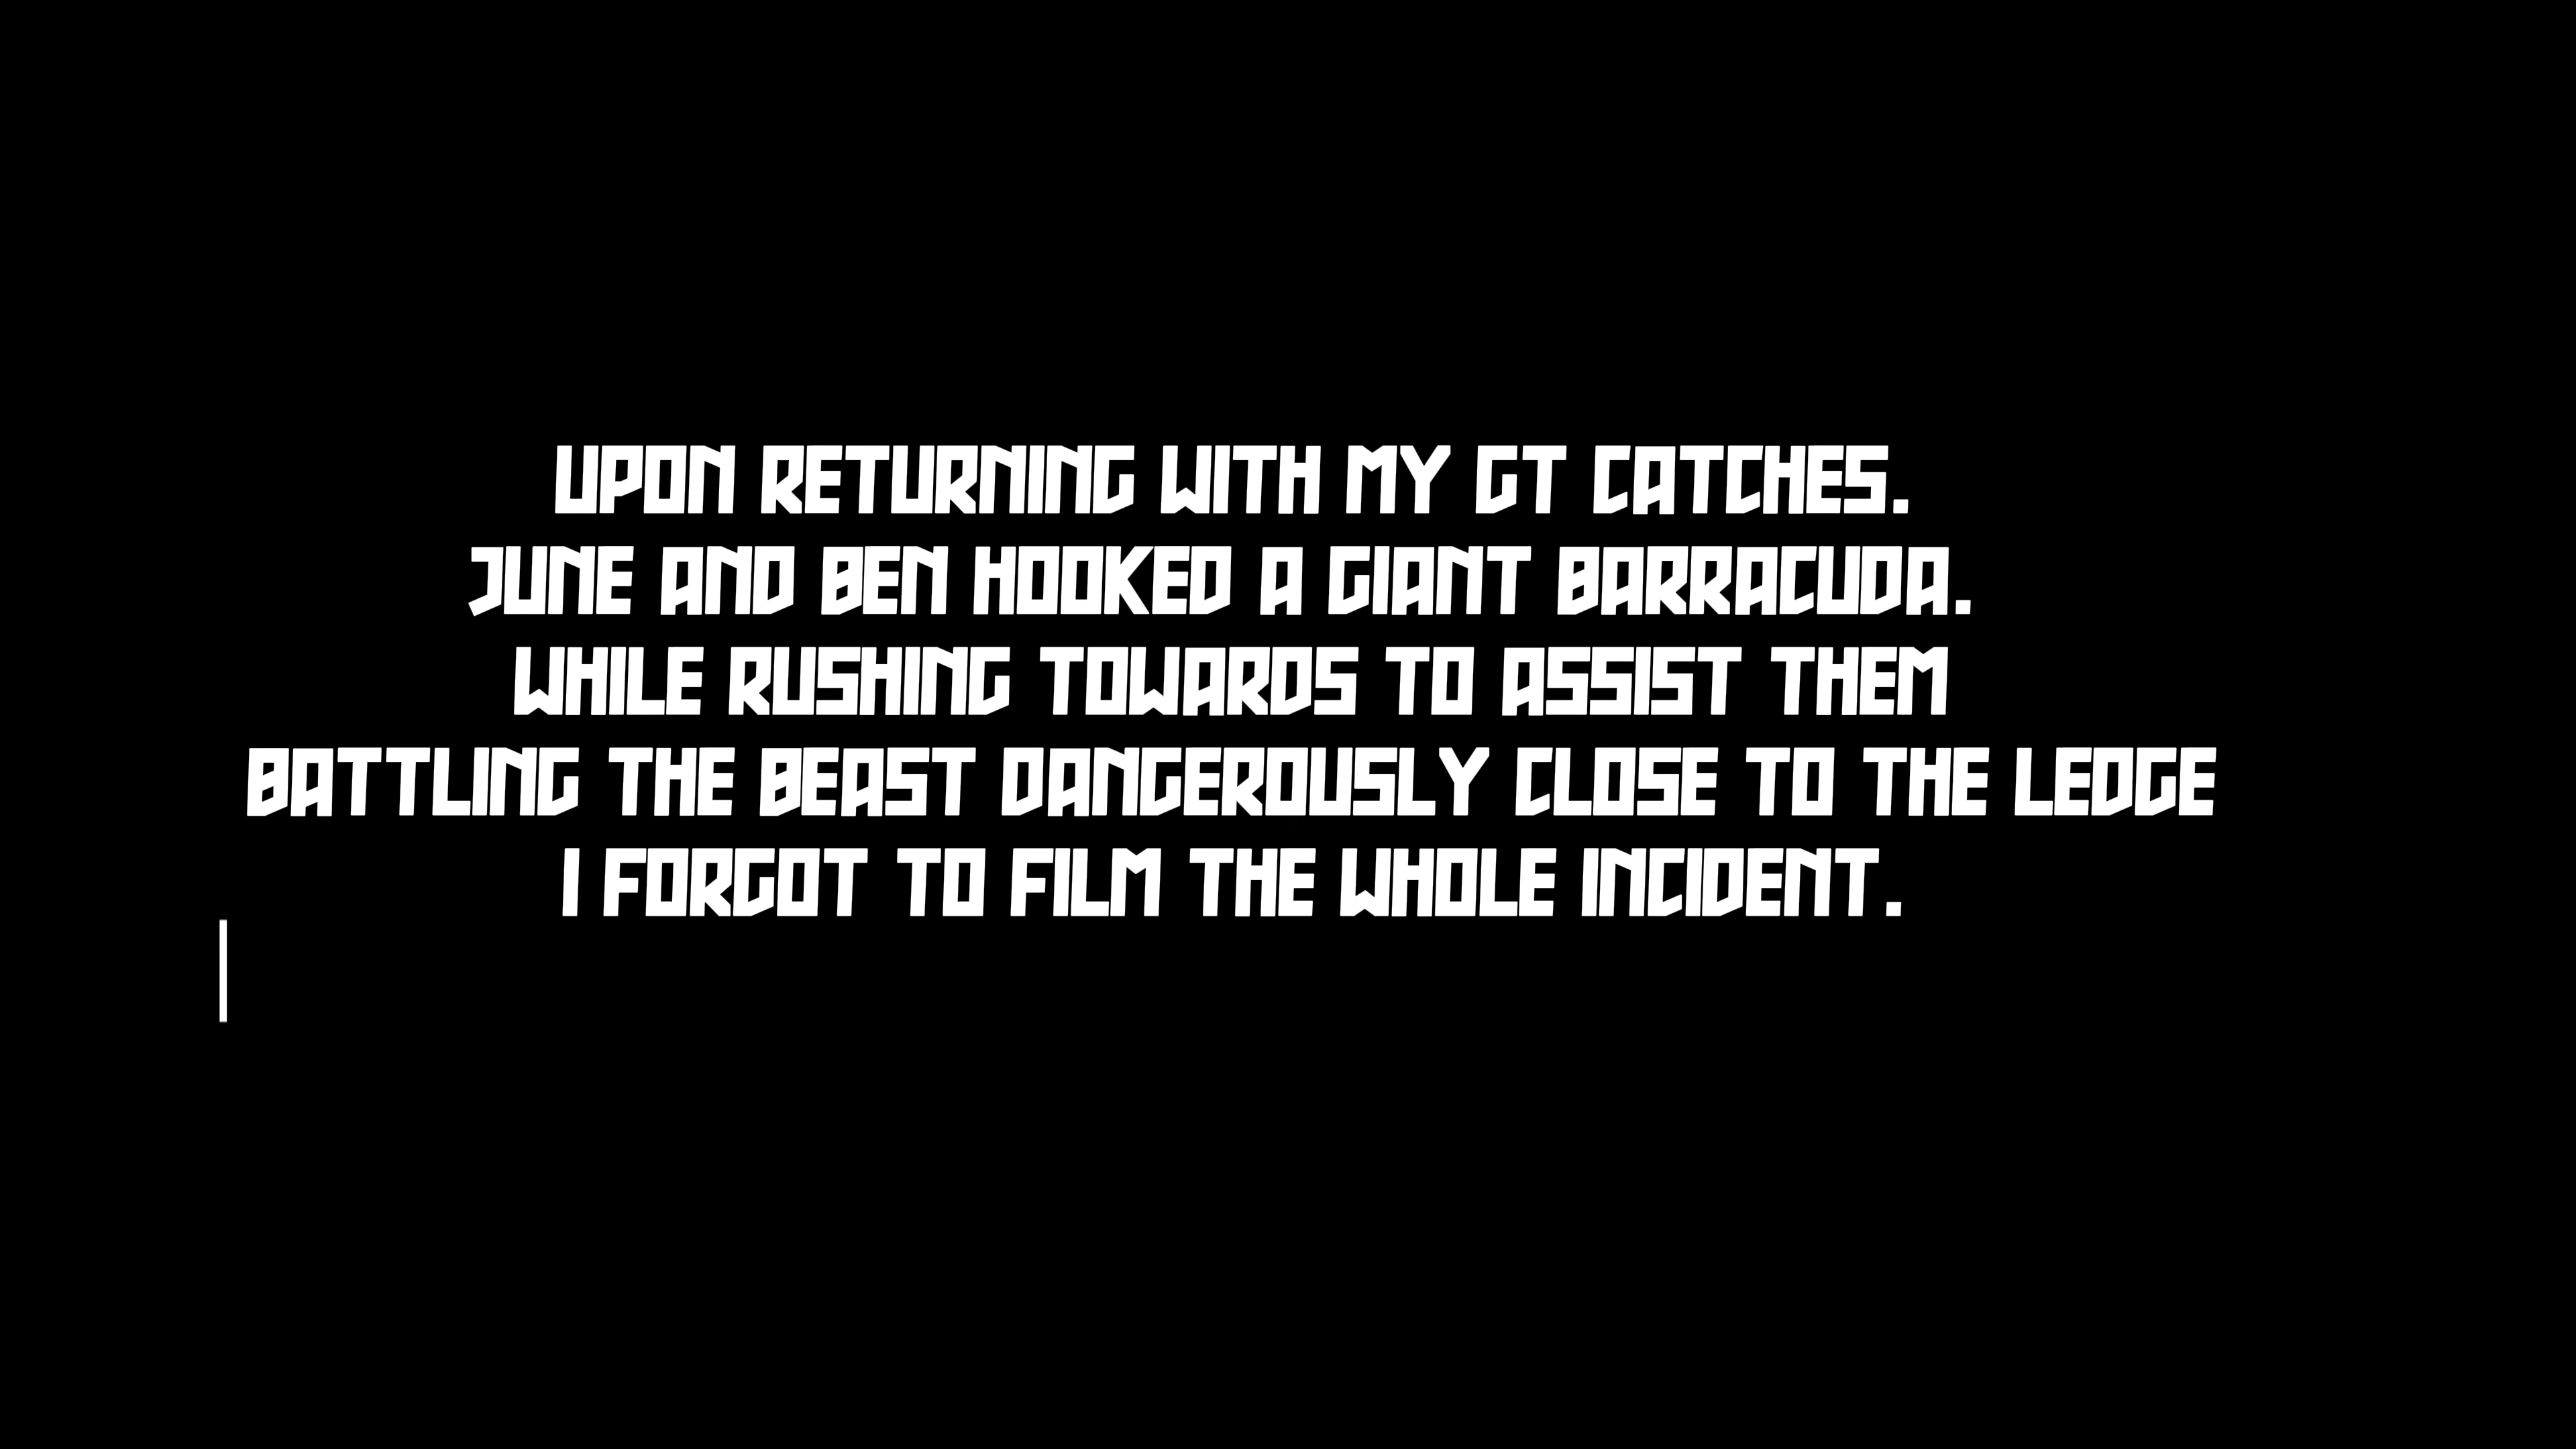 UPON RETURNING WITH MY GT CATCHES.
JUNE AND BEN HOOKED A GIANT BARRACUDA.
WHILE RUSHING TOWARDS TO ASSIST THEM
BATTLING THE BEAST DANGEROUSLY CLOSE TO THE LEDGE
I FORGOT TO FILM THE WHOLE INCIDENT.